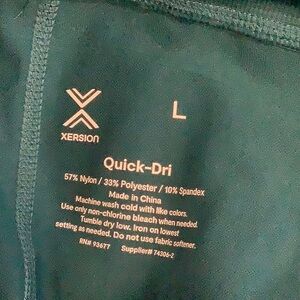 L
XERSION
Quick-Dri
57% Nylon / 33% Polyester / 10% Spandex
Made in China
Machine wash cold with like colors.
Use only non-chlorine bleach when needed.
Tumble dry low. Iron on lowest
setting as needed. Do not use fabric softener.
RN# 93677 Supplier# 74306-2